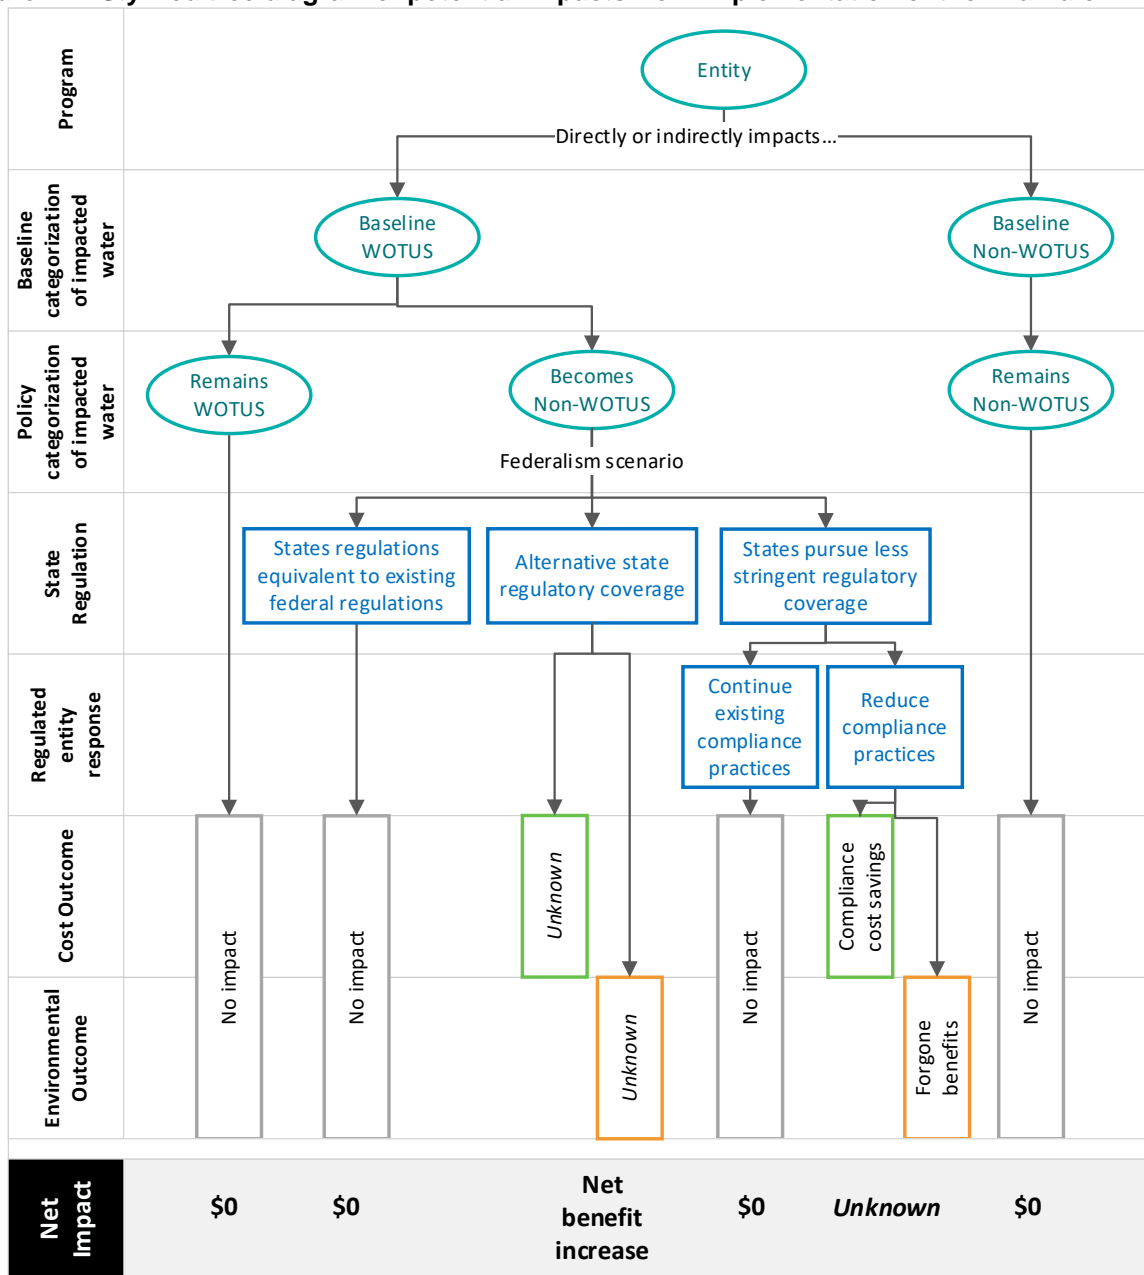 Program
Entity
Directly or indirectly impacts...
Baseline
categorization
of impacted
water
Baseline
WOTUS
Baseline
Non-WOTUS
Policy
categorization
of impacted
water
Remains
WOTUS
Becomes
Non-WOTUS
Remains
Non-WOTUS
Federalism scenario
State
Regulation
States regulations
equivalent to existing
federal regulations
Alternative state
regulatory coverage
States pursue less
stringent regulatory
coverage
Regulated
entity
response
Continue
existing
compliance
practices
Reduce
compliance
practices
Cost Outcome
Environmental
Outcome
No impact
No impact
Unknown
Unknown
No impact
Compliance
cost savings
Forgone
benefits
No impact
Net
Impact
$0
$0
Net
benefit
increase
$0
Unknown
$0